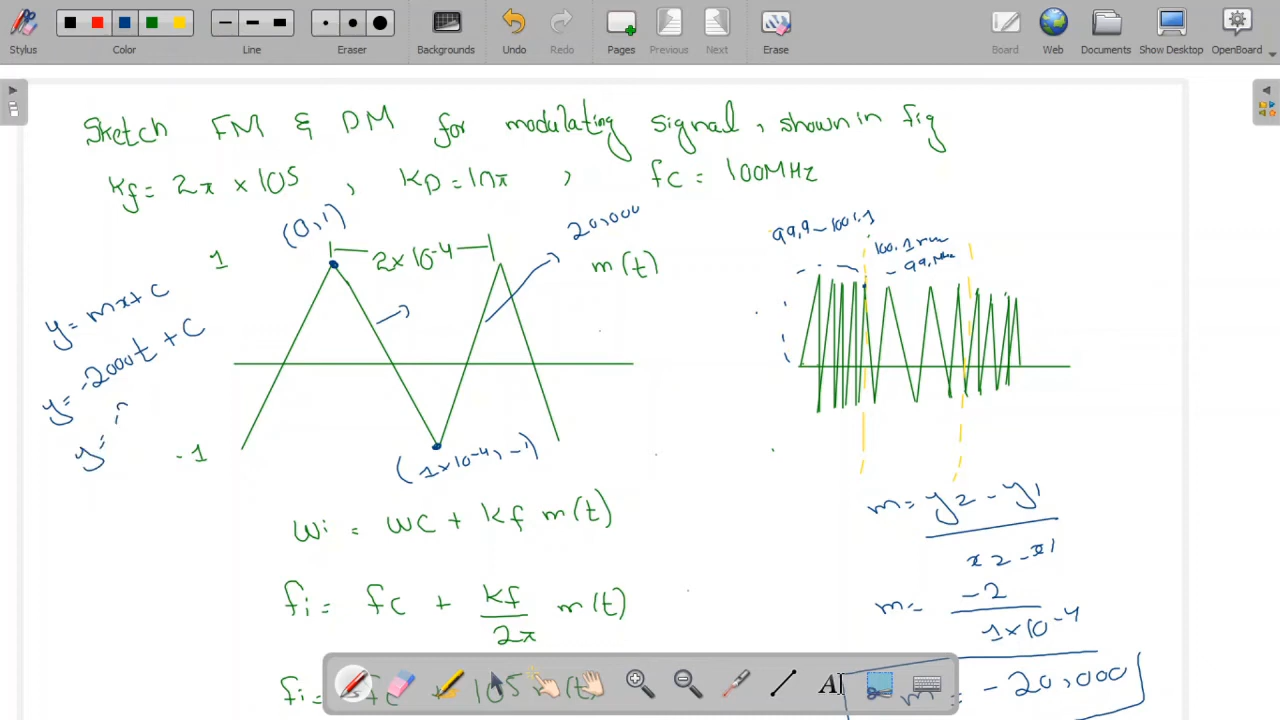 Stylus Color Line Eraser Backgrounds Undo Redo Pages Previous Next Erase Board Web Documents Show Desktop OpenBoard
Sketch FM & PM for modulating signal, shown in fig
kf = 2π × 10^5 , kp = 10π , fc = 100MHz
(0,1)
20,000
99.9 - 100.1
100.1
1
2×10^-4
m(t)
y = mx+c
y = -2000t + c
y =
-1
(1×10^-4, -1)
m = y2 - y1
x2 - x1
wi = wc + kf m(t)
fi = fc + kf m(t)
2π
m = -2
1×10^-4
m = -20,000